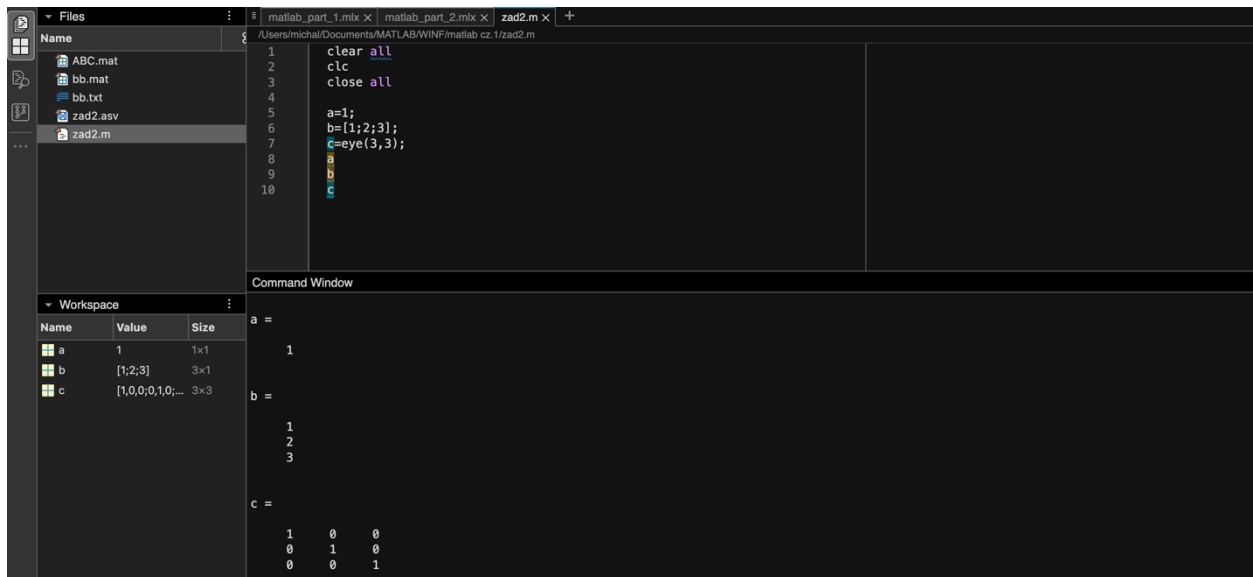 Files
Name
ABC.mat
bb.mat
bb.txt
zad2.asv
zad2.m
matlab_part_1.mlx
matlab_part_2.mlx
zad2.m
/Users/michal/Documents/MATLAB/WINF/matlab cz.1/zad2.m
1 clear all
2 clc
3 close all
4
5 a=1;
6 b=[1;2;3];
7 c=eye(3,3);
8 a
9 b
10 c
Workspace
Name Value Size
a 1 1×1
b [1;2;3] 3×1
c [1,0,0;0,1,0;... 3×3
Command Window
a =
1
b =
1
2
3
c =
1 0 0
0 1 0
0 0 1